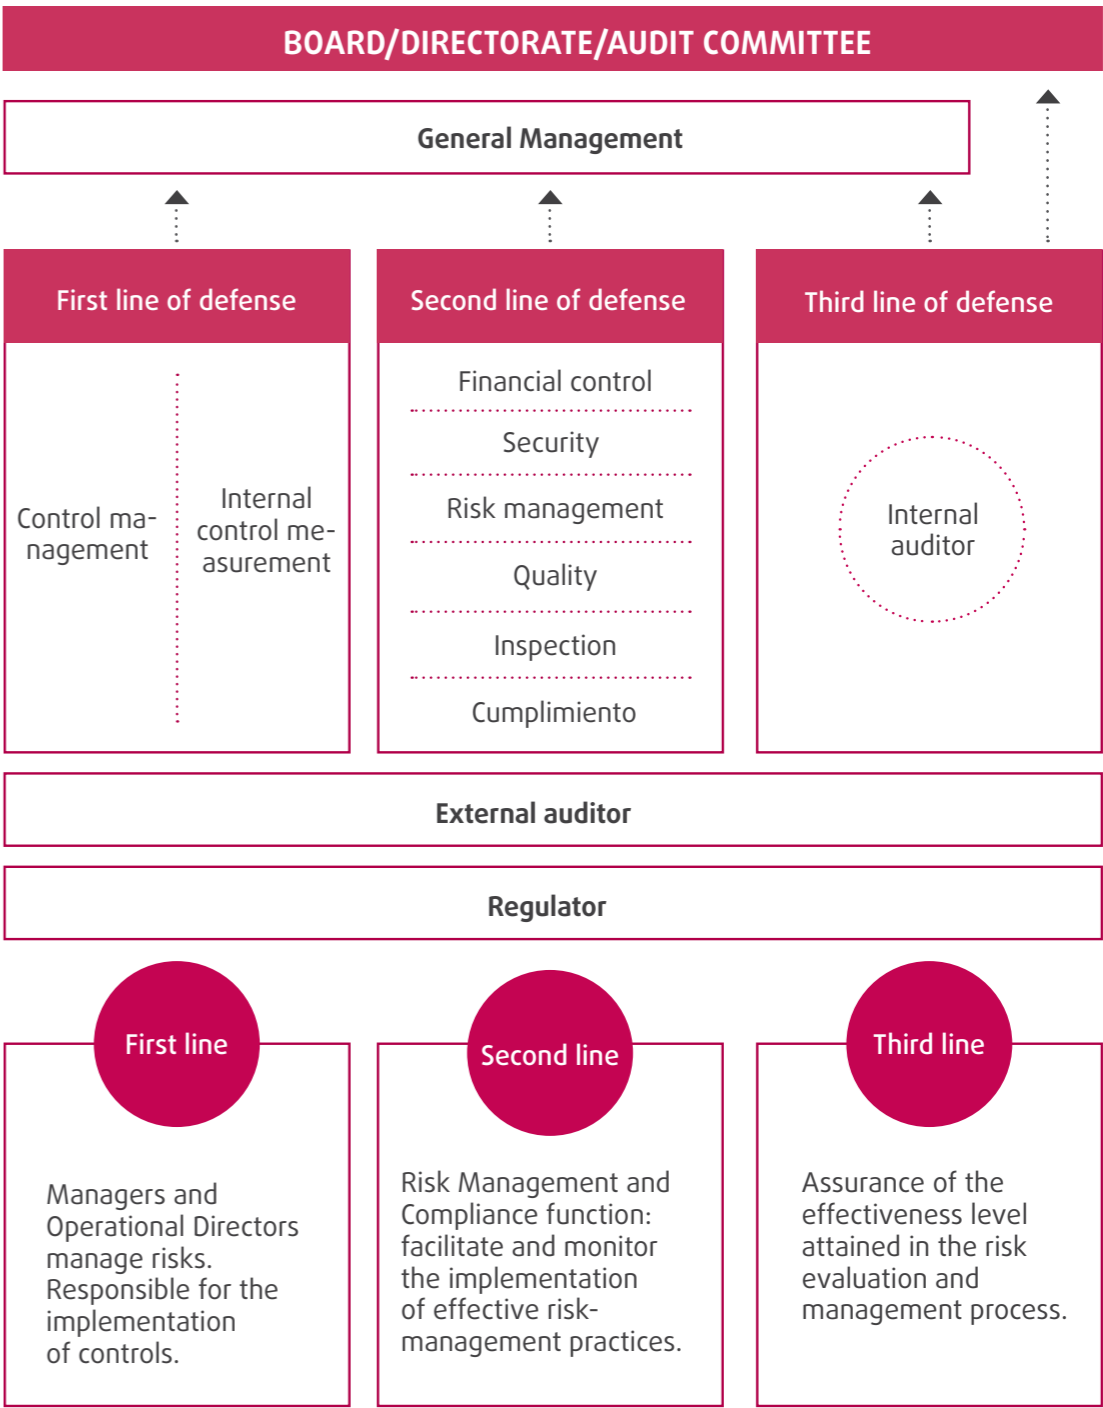 BOARD/DIRECTORATE/AUDIT COMMITTEE
General Management
First line of defense
Control ma-
nagement
Internal
control me-
asurement
Second line of defense
Financial control
Security
Risk management
Quality
Inspection
Cumplimiento
Third line of defense
Internal
auditor
External auditor
Regulator
First line
Managers and
Operational Directors
manage risks.
Responsible for the
implementation
of controls.
Second line
Risk Management and
Compliance function:
facilitate and monitor
the implementation
of effective risk-
management practices.
Third line
Assurance of the
effectiveness level
attained in the risk
evaluation and
management process.